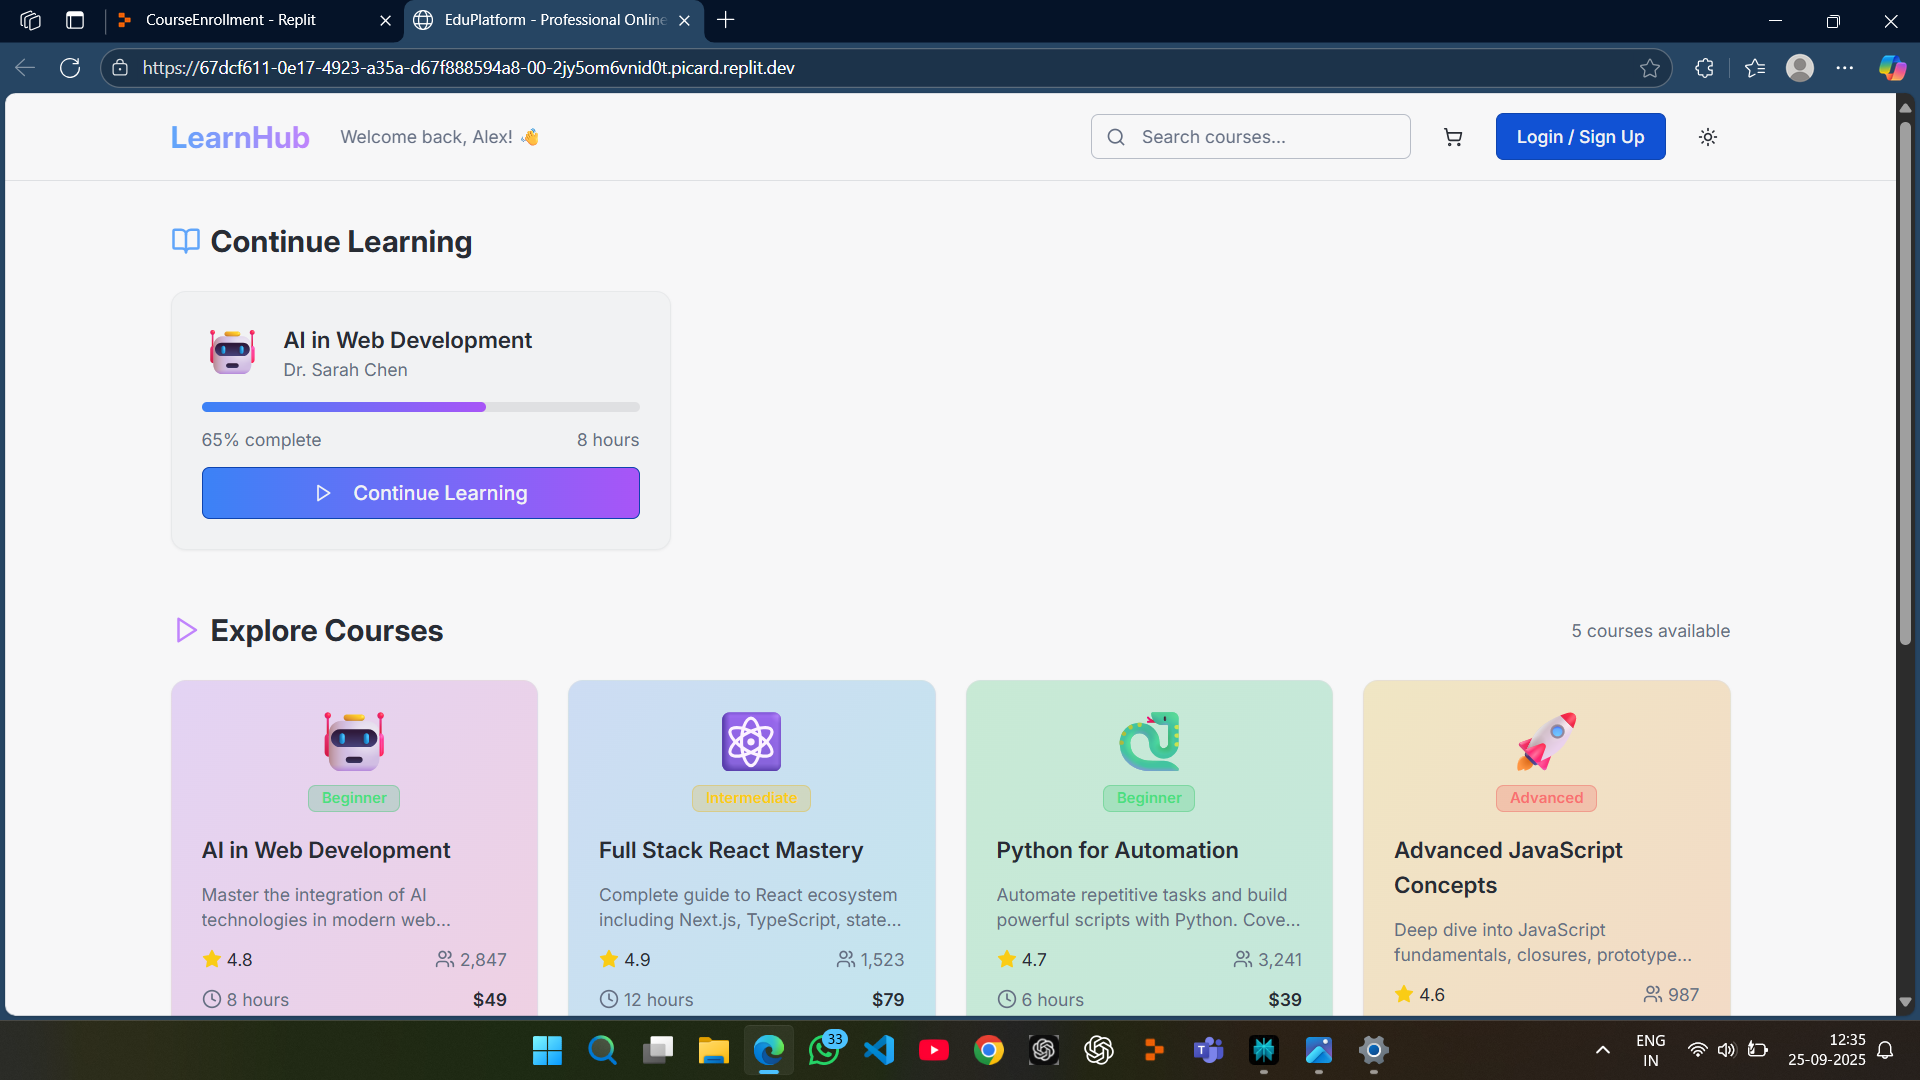 CourseEnrollment - Replit
EduPlatform - Professional Online
https://67dcf611-0e17-4923-a35a-d67f888594a8-00-2jy5om6vnid0t.picard.replit.dev
LearnHub
Welcome back, Alex! 👋
Search courses...
Login / Sign Up
Continue Learning
AI in Web Development
Dr. Sarah Chen
65% complete
8 hours
Continue Learning
Explore Courses
5 courses available
Beginner
AI in Web Development
Master the integration of AI
technologies in modern web...
4.8
2,847
8 hours
$49
Intermediate
Full Stack React Mastery
Complete guide to React ecosystem
including Next.js, TypeScript, state...
4.9
1,523
12 hours
$79
Beginner
Python for Automation
Automate repetitive tasks and build
powerful scripts with Python. Cove...
4.7
3,241
6 hours
$39
Advanced
Advanced JavaScript
Concepts
Deep dive into JavaScript
fundamentals, closures, prototype...
4.6
987
33
ENG
IN
12:35
25-09-2025